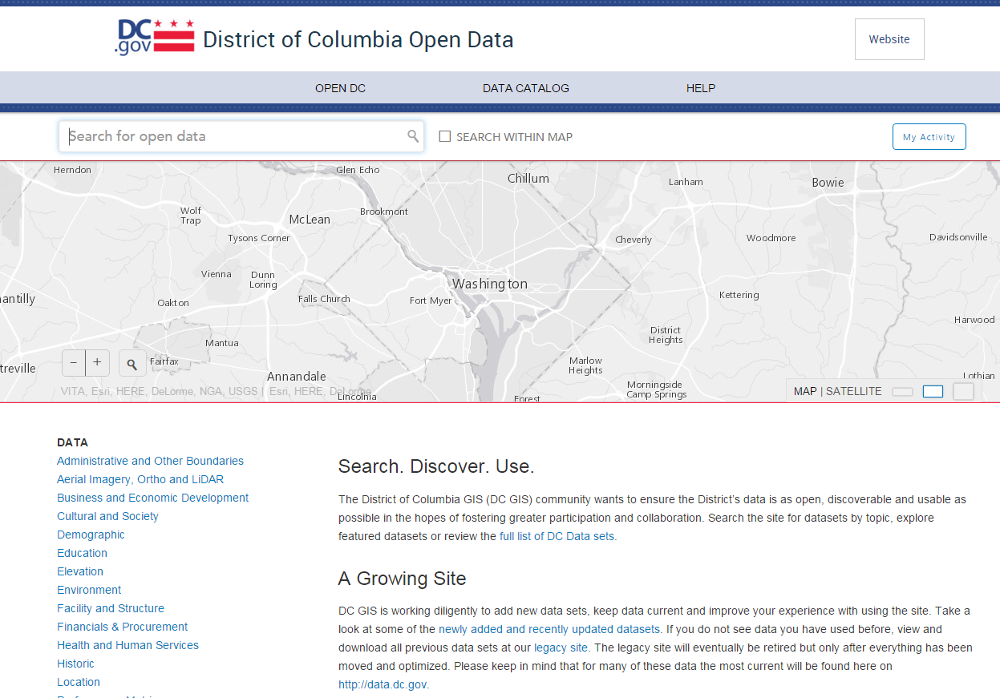 DC
.gov
District of Columbia Open Data
Website
OPEN DC
DATA CATALOG
HELP
Search for open data
SEARCH WITHIN MAP
My Activity
Herndon
Glen Echo
Chillum
Lanham
Bowie
Wolf
Trap
McLean
Brookmont
Tysons Corner
Cheverly
Woodmore
Davidsonville
Vienna
Dunn
Loring
Washington
antilly
Oakton
Falls Church
Fort Myer
Kettering
Harwood
District
Heights
Mantua
− +
Fairfax
treville
Annandale
Marlow
Heights
Lothian
Morningside
Camp Springs
VITA, Esri, HERE, DeLorme, NGA, USGS | Esri, HERE, DeLorme
Lincolnia
Forest
MAP | SATELLITE
DATA
Administrative and Other Boundaries
Aerial Imagery, Ortho and LiDAR
Business and Economic Development
Cultural and Society
Demographic
Education
Elevation
Environment
Facility and Structure
Financials & Procurement
Health and Human Services
Historic
Location
Search. Discover. Use.
The District of Columbia GIS (DC GIS) community wants to ensure the District's data is as open, discoverable and usable as
possible in the hopes of fostering greater participation and collaboration. Search the site for datasets by topic, explore
featured datasets or review the full list of DC Data sets.
A Growing Site
DC GIS is working diligently to add new data sets, keep data current and improve your experience with using the site. Take a
look at some of the newly added and recently updated datasets. If you do not see data you have used before, view and
download all previous data sets at our legacy site. The legacy site will eventually be retired but only after everything has been
moved and optimized. Please keep in mind that for many of these data the most current will be found here on
http://data.dc.gov.